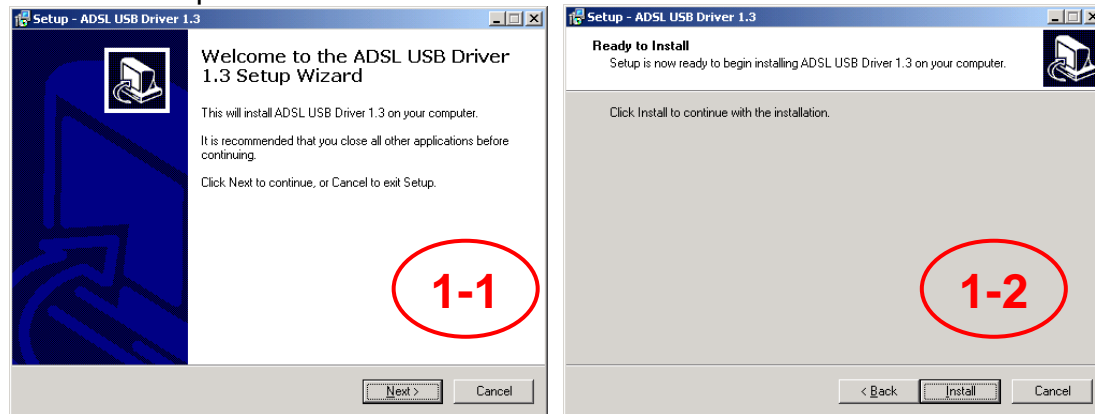 Setup - ADSL USB Driver 1.3
Welcome to the ADSL USB Driver
1.3 Setup Wizard
This will install ADSL USB Driver 1.3 on your computer.
It is recommended that you close all other applications before
continuing.
Click Next to continue, or Cancel to exit Setup.
1-1
Next >
Cancel
Setup - ADSL USB Driver 1.3
Ready to Install
Setup is now ready to begin installing ADSL USB Driver 1.3 on your computer.
Click Install to continue with the installation.
1-2
< Back
Install
Cancel